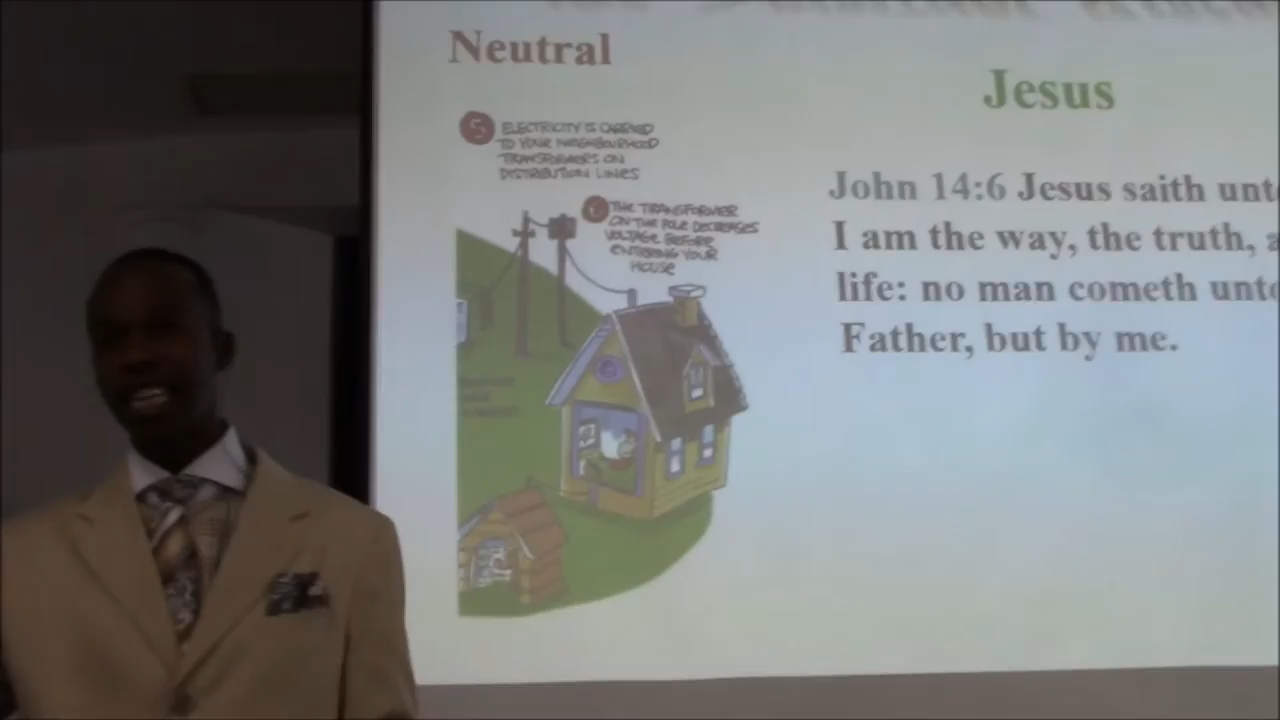 Neutral
Jesus
5 ELECTRICITY IS CARRIED
TO YOUR NEIGHBOURHOOD
TRANSFORMERS ON
DISTRIBUTION LINES
6 THE TRANSFORMER
ON THE POLE DECREASES
VOLTAGE BEFORE
ENTERING YOUR
HOUSE
John 14:6 Jesus saith unt
I am the way, the truth, a
life: no man cometh unt
Father, but by me.